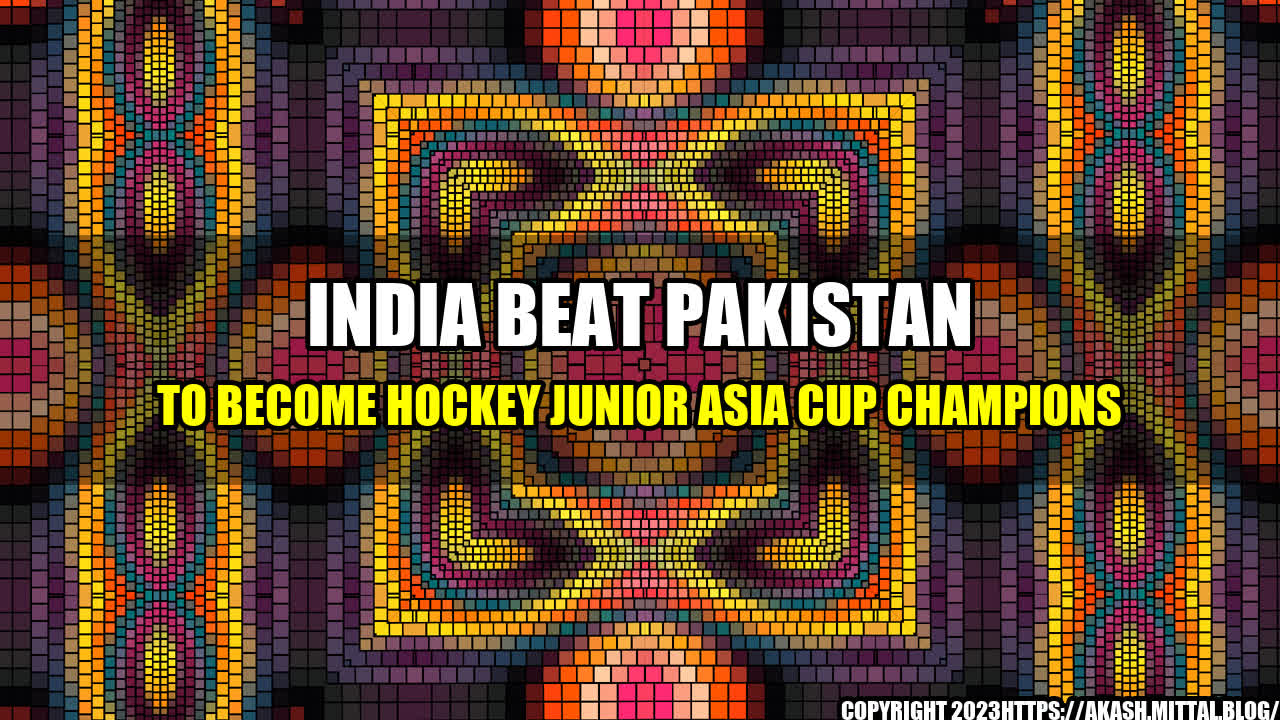 INDIA BEAT PAKISTAN
TO BECOME HOCKEY JUNIOR ASIA CUP CHAMPIONS
COPYRIGHT 2023HTTPS://AKASH.MITTAL.BLOG/